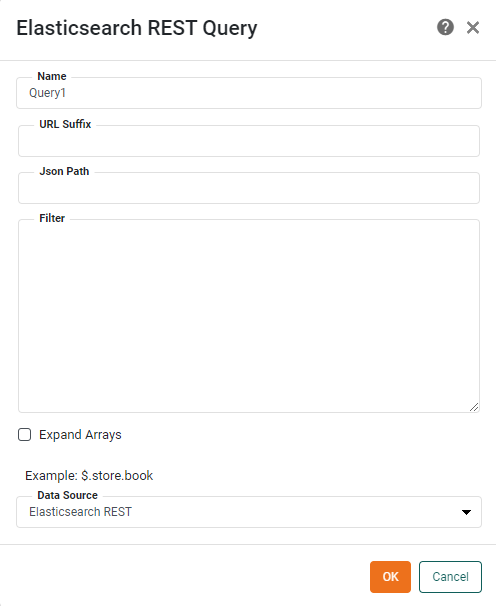 Elasticsearch REST Query
Name
Query1
URL Suffix
Json Path
Filter
Expand Arrays
Example: $.store.book
Data Source
Elasticsearch REST
OK
Cancel